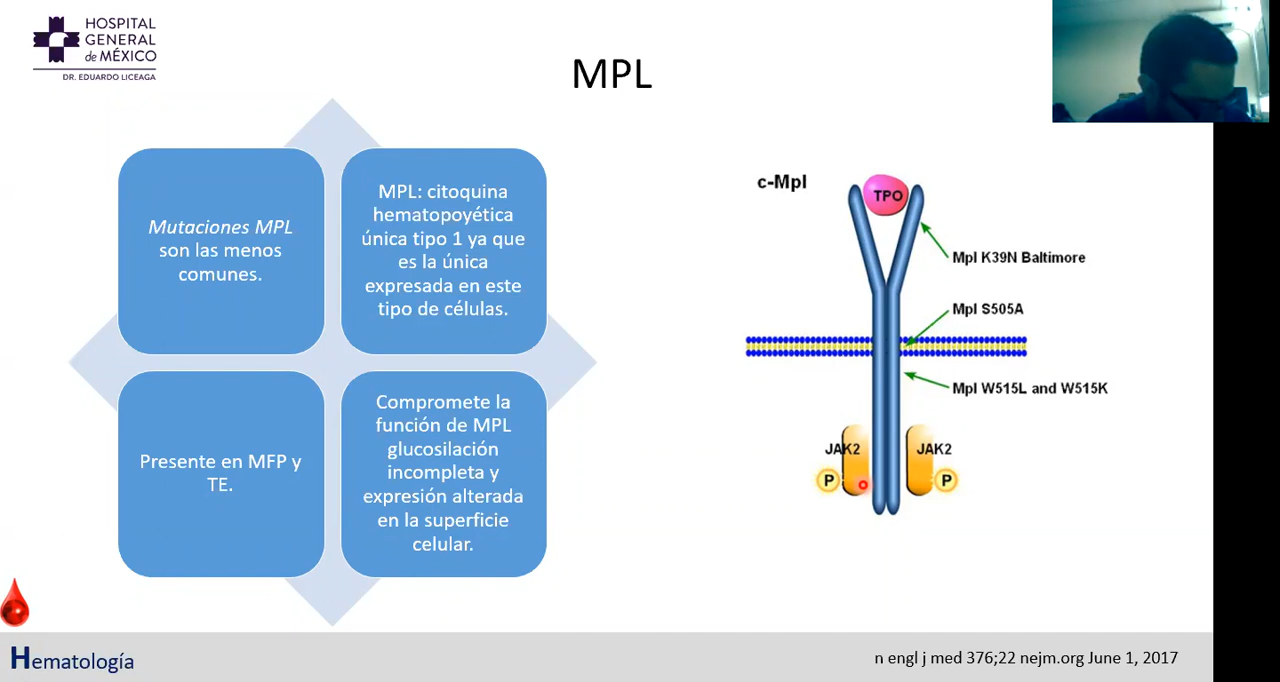 HOSPITAL
GENERAL
de MÉXICO
DR. EDUARDO LICEAGA
MPL
Mutaciones MPL
son las menos
comunes.
MPL: citoquina
hematopoyética
única tipo 1 ya que
es la única
expresada en este
tipo de células.
Presente en MFP y
TE.
Compromete la
función de MPL
glucosilación
incompleta y
expresión alterada
en la superficie
celular.
c-Mpl
TPO
Mpl K39N Baltimore
Mpl S505A
Mpl W515L and W515K
JAK2
JAK2
P
P
Hematología
n engl j med 376;22 nejm.org June 1, 2017